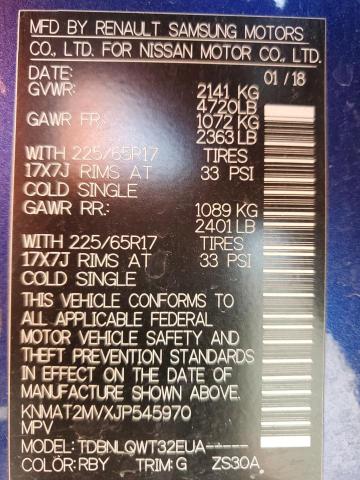 MFD BY RENAULT SAMSUNG MOTORS
CO., LTD. FOR NISSAN MOTOR CO., LTD.
DATE: 01/18
GVWR: 2141 KG
4720LB
GAWR FR: 1072 KG
2363LB
WITH 225/65R17 TIRES
17X7J RIMS AT 33 PSI
COLD SINGLE
GAWR RR.: 1089KG
2401 LB
WITH 225/65R17 TIRES
17X7J RIMS AT 33 PSI
COLD SINGLE
THIS VEHICLE CONFORMS TO
ALL APPLICABLE FEDERAL
MOTOR VEHICLE SAFETY AND
THEFT PREVENTION STANDARDS
IN EFFECT ON THE DATE OF
MANUFACTURE SHOWN ABOVE.
KNMAT2MVXJP545970
MPV
MODEL:TDBNLQWT32EUA-----
COLOR:RBY TRIM:G ZS30A